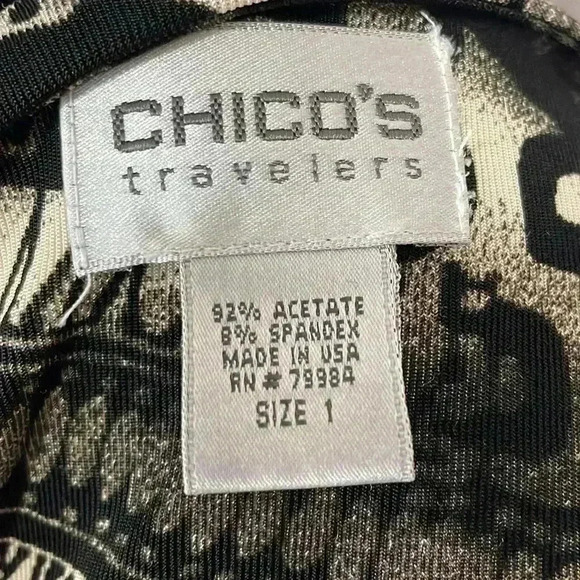 CHICO'S
travelers
92% ACETATE
8% SPANDEX
MADE IN USA
RN # 79984
SIZE 1